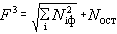 F³ = √∑ᵢ N²ᵢф + Nост